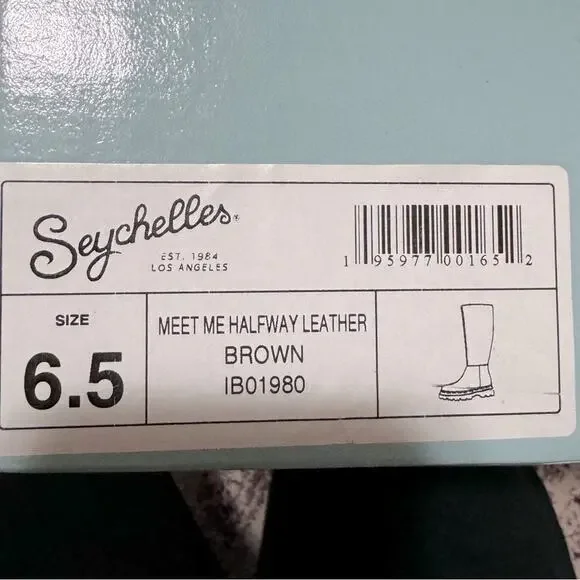 Seychelles®
EST. 1984
LOS ANGELES
1 95977 00165 2
SIZE
6.5
MEET ME HALFWAY LEATHER
BROWN
IB01980